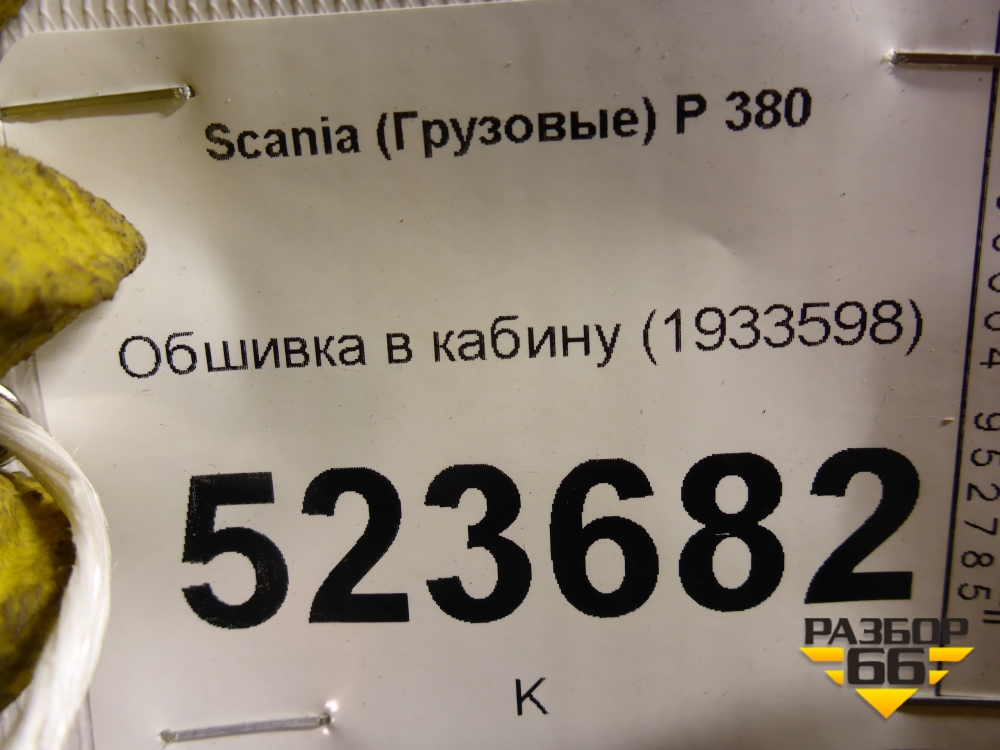 Scania (Грузовые) P 380
Обшивка в кабину (1933598)
523682
К
РАЗБОР
66